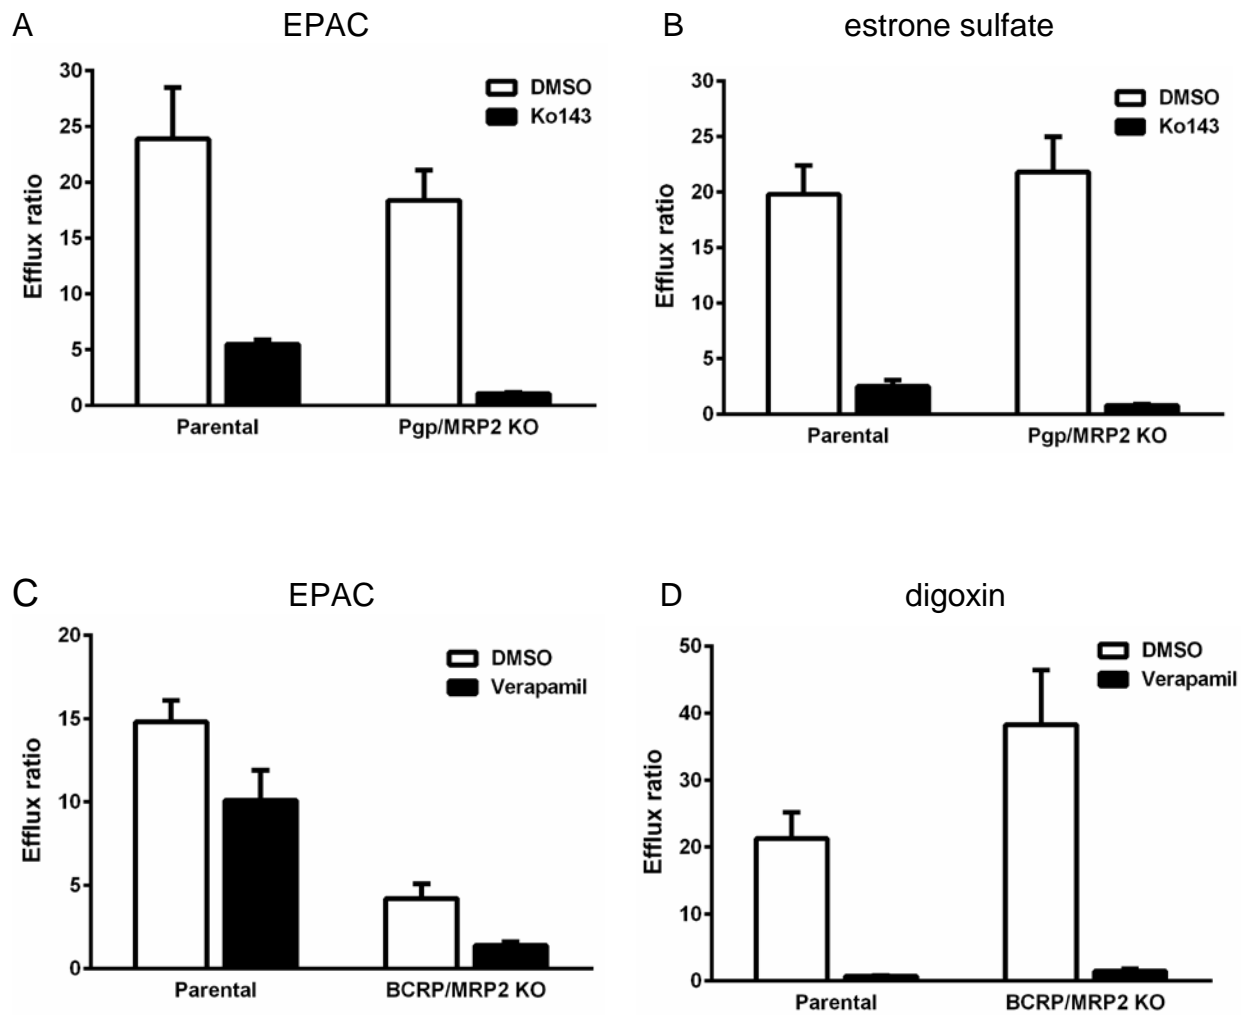 A
EPAC
30
25
20
15
10
5
0
Efflux ratio
DMSO
Ko143
Parental
Pgp/MRP2 KO
B
estrone sulfate
30
25
20
15
10
5
0
Efflux ratio
DMSO
Ko143
Parental
Pgp/MRP2 KO
C
EPAC
20
15
10
5
0
Efflux ratio
DMSO
Verapamil
Parental
BCRP/MRP2 KO
D
digoxin
50
40
30
20
10
0
Efflux ratio
DMSO
Verapamil
Parental
BCRP/MRP2 KO